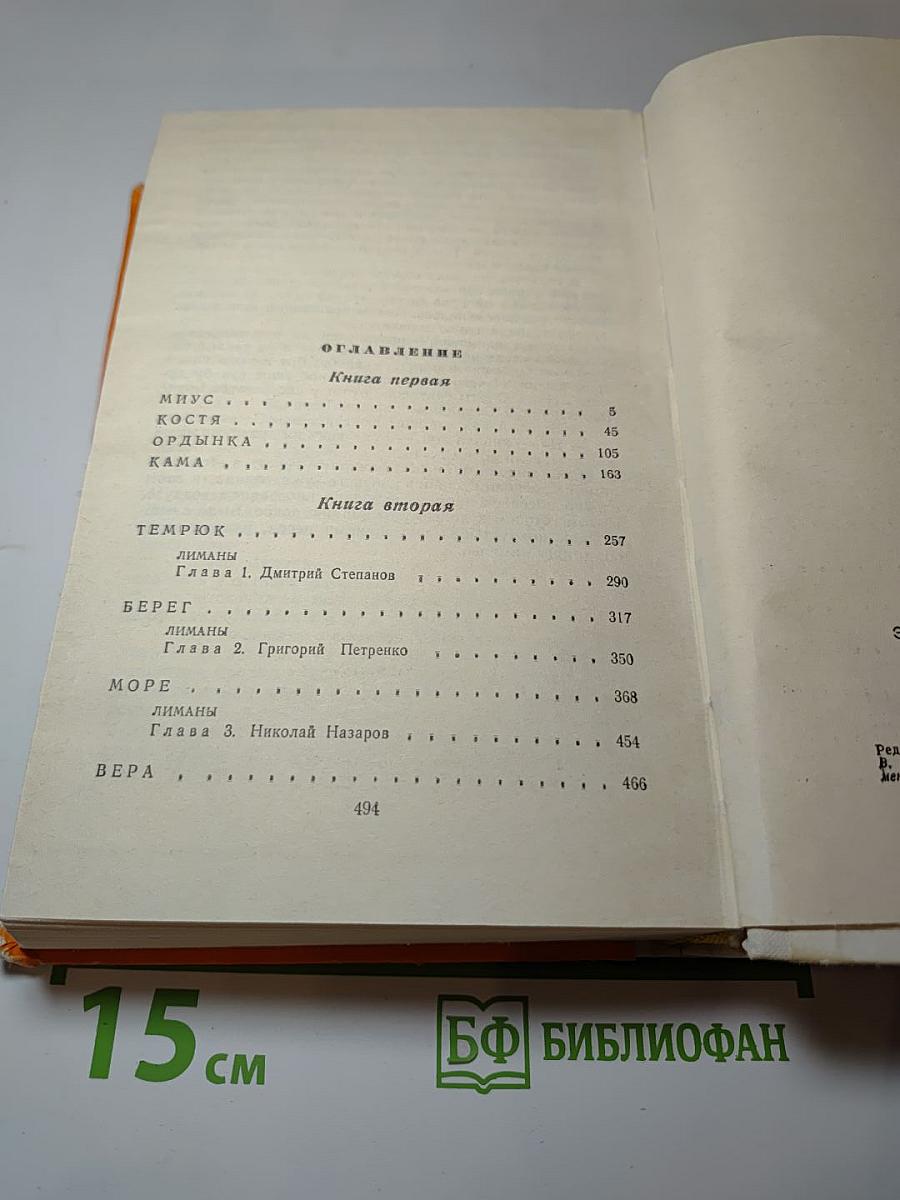 ОГЛАВЛЕНИЕ
Книга первая
МИУС . . . . . . . . . . . . . . . . . . 5
КОСТЯ . . . . . . . . . . . . . . . . . . 45
ОРДЫНКА . . . . . . . . . . . . . . . . 105
КАМА . . . . . . . . . . . . . . . . . . 163
Книга вторая
ТЕМРЮК . . . . . . . . . . . . . . . . . 257
ЛИМАНЫ
Глава 1. Дмитрий Степанов . . . . . . . . . 290
БЕРЕГ . . . . . . . . . . . . . . . . . . 317
ЛИМАНЫ
Глава 2. Григорий Петренко . . . . . . . . 350
МОРЕ . . . . . . . . . . . . . . . . . . 368
ЛИМАНЫ
Глава 3. Николай Назаров . . . . . . . . . 454
ВЕРА . . . . . . . . . . . . . . . . . . 466
494
Э
Ред
В.
мен
15 см
БФ БИБЛИОФАН